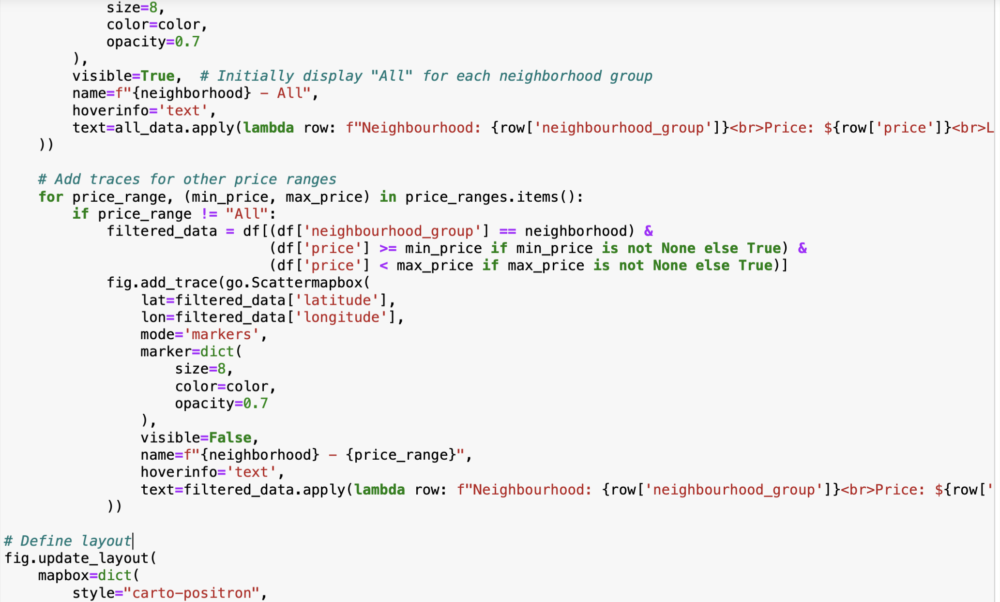 size=8,
            color=color,
            opacity=0.7
        ),
        visible=True,  # Initially display "All" for each neighborhood group
        name=f"{neighborhood} - All",
        hoverinfo='text',
        text=all_data.apply(lambda row: f"Neighbourhood: {row['neighbourhood_group']}<br>Price: ${row['price']}<br>L
    ))

    # Add traces for other price ranges
    for price_range, (min_price, max_price) in price_ranges.items():
        if price_range != "All":
            filtered_data = df[(df['neighbourhood_group'] == neighborhood) &
                               (df['price'] >= min_price if min_price is not None else True) &
                               (df['price'] < max_price if max_price is not None else True)]
            fig.add_trace(go.Scattermapbox(
                lat=filtered_data['latitude'],
                lon=filtered_data['longitude'],
                mode='markers',
                marker=dict(
                    size=8,
                    color=color,
                    opacity=0.7
                ),
                visible=False,
                name=f"{neighborhood} - {price_range}",
                hoverinfo='text',
                text=filtered_data.apply(lambda row: f"Neighbourhood: {row['neighbourhood_group']}<br>Price: ${row['
            ))

# Define layout
fig.update_layout(
    mapbox=dict(
        style="carto-positron",